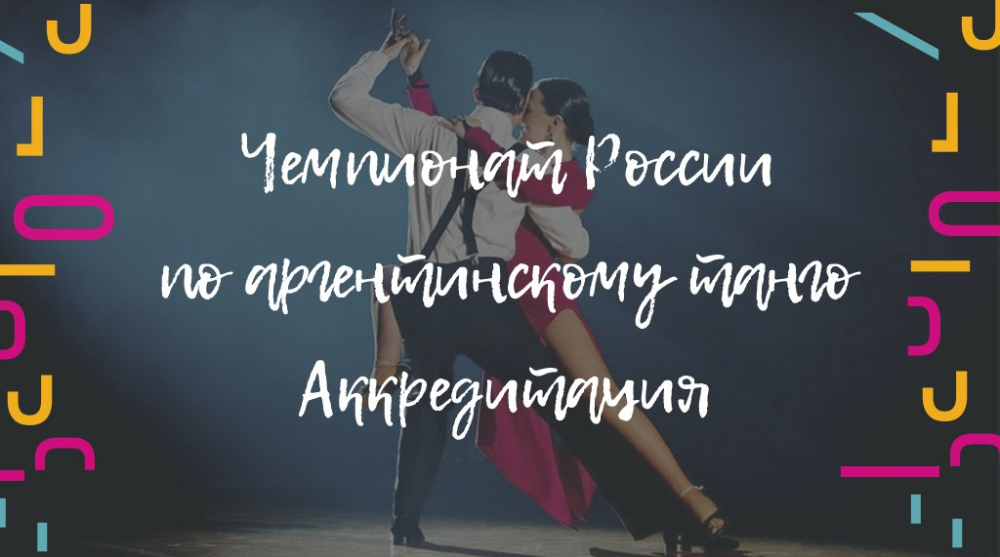 Чемпионат России
по аргентинскому танго
Аккредитация